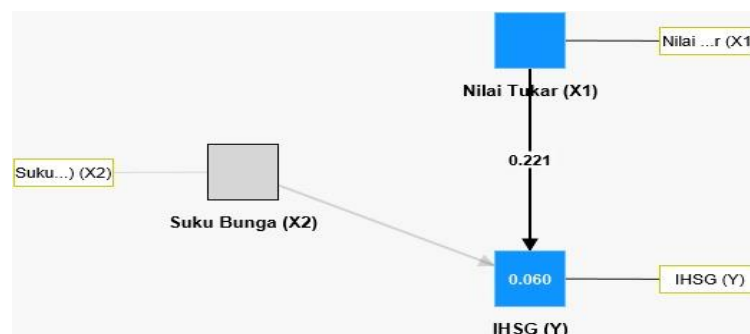 Nilai ...r (X1
Nilai Tukar (X1)
0.221
Suku...) (X2)
Suku Bunga (X2)
0.060
IHSG (Y)
IHSG (Y)